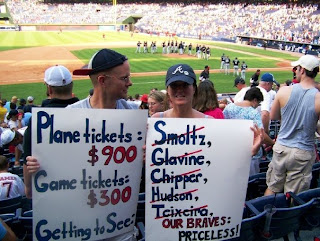 Plane tickets:
$900
Game tickets:
$300
Getting to See:
Smoltz,
Glavine,
Chipper,
Hudson,
Teixeira,
OUR BRAVES:
PRICELESS!